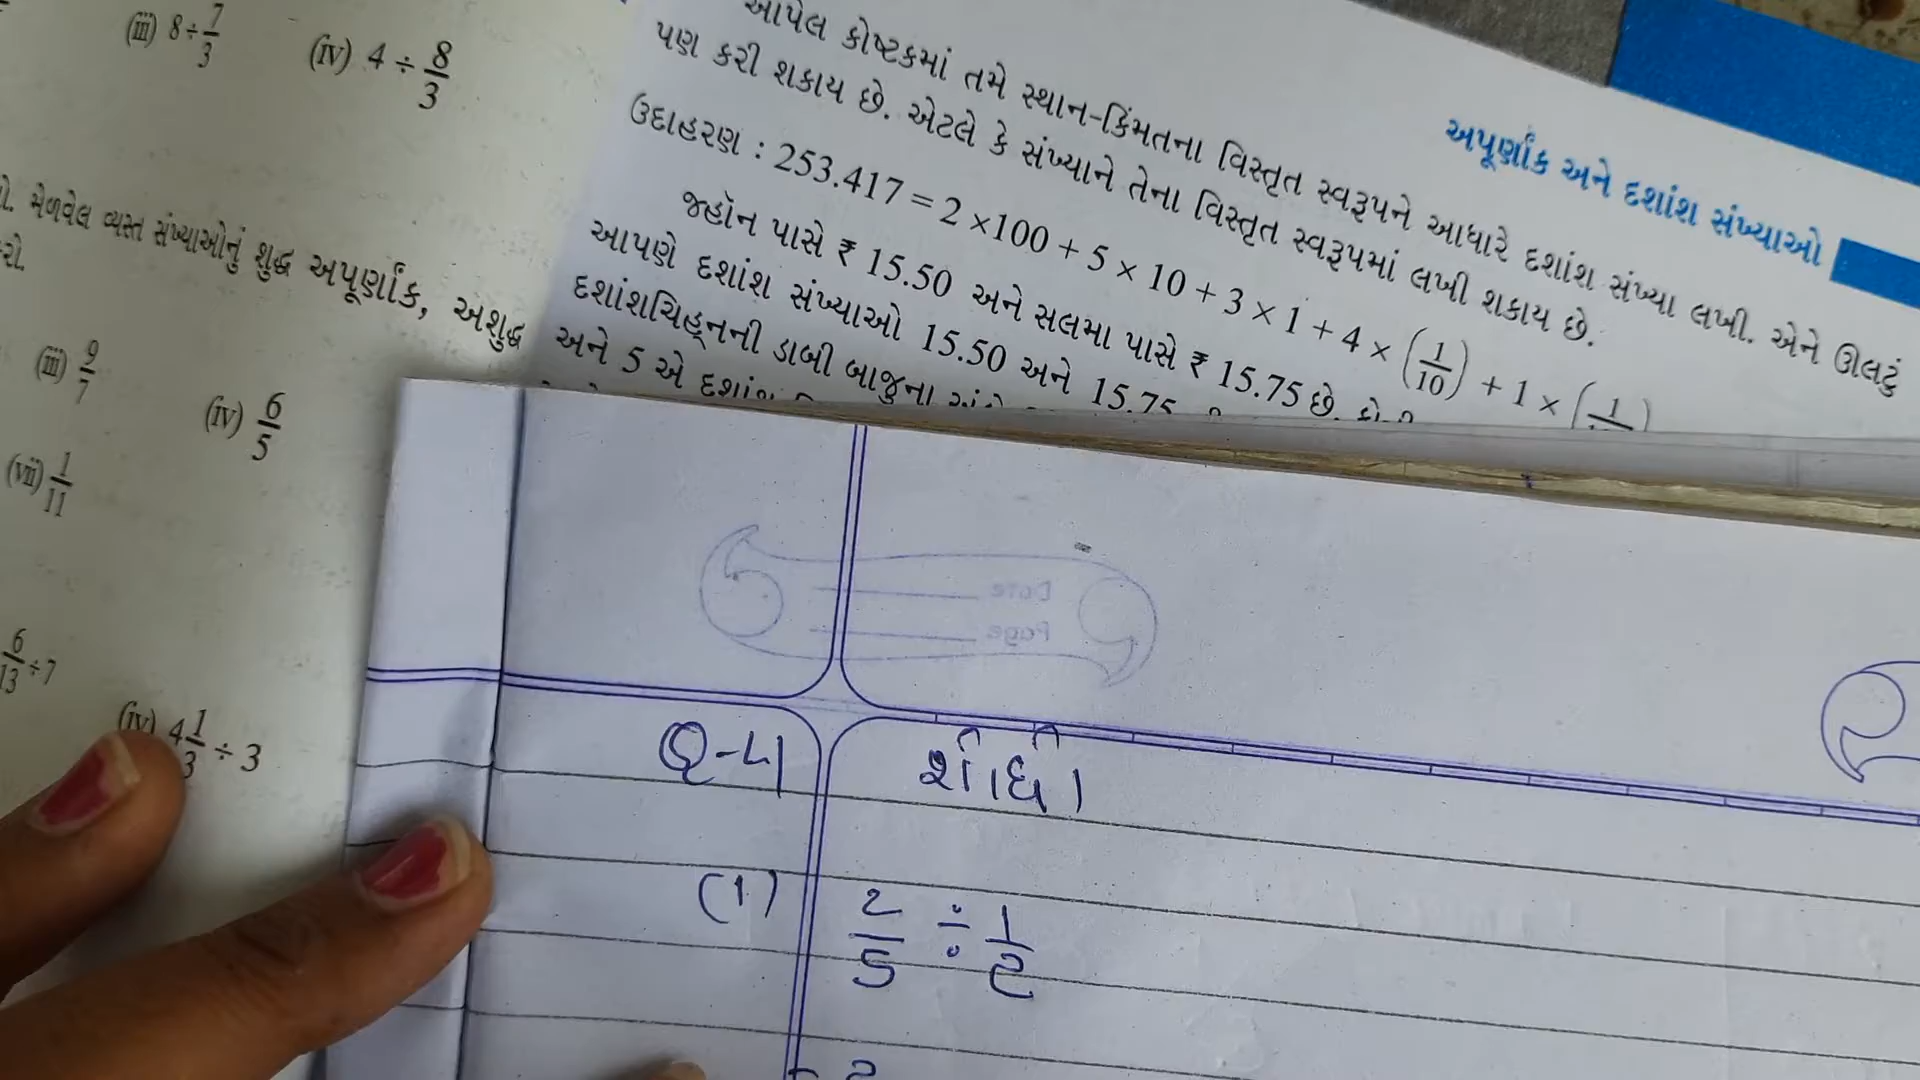 (iii) 8 ÷ 7/3
(iv) 4 ÷ 8/3
મેળવેલ વ્યસ્ત સંખ્યાઓનું શુદ્ધ અપૂર્ણાંક, અશુદ્ધ
(iii) 9/7
(iv) 6/5
(vii) 1/11
6/13 ÷ 7
(iv) 4 1/3 ÷ 3
અપૂર્ણાંક અને દશાંશ સંખ્યાઓ
આપેલ કોષ્ટકમાં તમે સ્થાન-કિંમતના વિસ્તૃત સ્વરૂપને આધારે દશાંશ સંખ્યા લખી. એને ઊલટું
પણ કરી શકાય છે. એટલે કે સંખ્યાને તેના વિસ્તૃત સ્વરૂપમાં લખી શકાય છે.
ઉદાહરણ : 253.417 = 2 ×100 + 5 × 10 + 3 × 1 + 4 × (1/10) + 1 × (1
જ્હૉન પાસે ₹ 15.50 અને સલમા પાસે ₹ 15.75 છે.
આપણે દશાંશ સંખ્યાઓ 15.50 અને 15.75
દશાંશચિહ્નની ડાબી બાજુના
અને 5 એ
Date
Page
Q-4 શોધો
(1) 2/5 ÷ 1/2